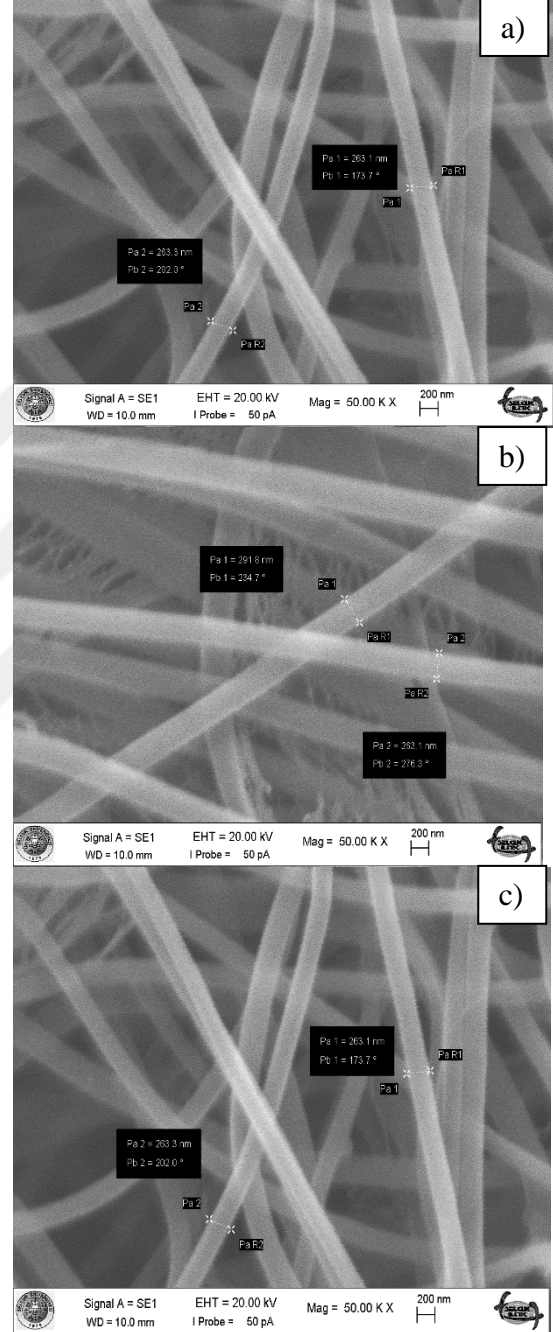 a)
Pa 1 = 263.1 nm
Pb 1 = 173.7 °
Pa R1
Pa 1
Pa 2 = 263.3 nm
Pb 2 = 202.0 °
Pa 2
Pa R2
Signal A = SE1 EHT = 20.00 kV Mag = 50.00 K X 200 nm
WD = 10.0 mm I Probe = 50 pA
b)
Pa 1 = 291.8 nm
Pb 1 = 234.7 °
Pa 1
Pa R1
Pa 2
Pa R2
Pa 2 = 263.1 nm
Pb 2 = 276.3 °
Signal A = SE1 EHT = 20.00 kV Mag = 50.00 K X 200 nm
WD = 10.0 mm I Probe = 50 pA
c)
Pa 1 = 263.1 nm
Pb 1 = 173.7 °
Pa R1
Pa 1
Pa 2 = 263.3 nm
Pb 2 = 202.0 °
Pa 2
Pa R2
Signal A = SE1 EHT = 20.00 kV Mag = 50.00 K X 200 nm
WD = 10.0 mm I Probe = 50 pA